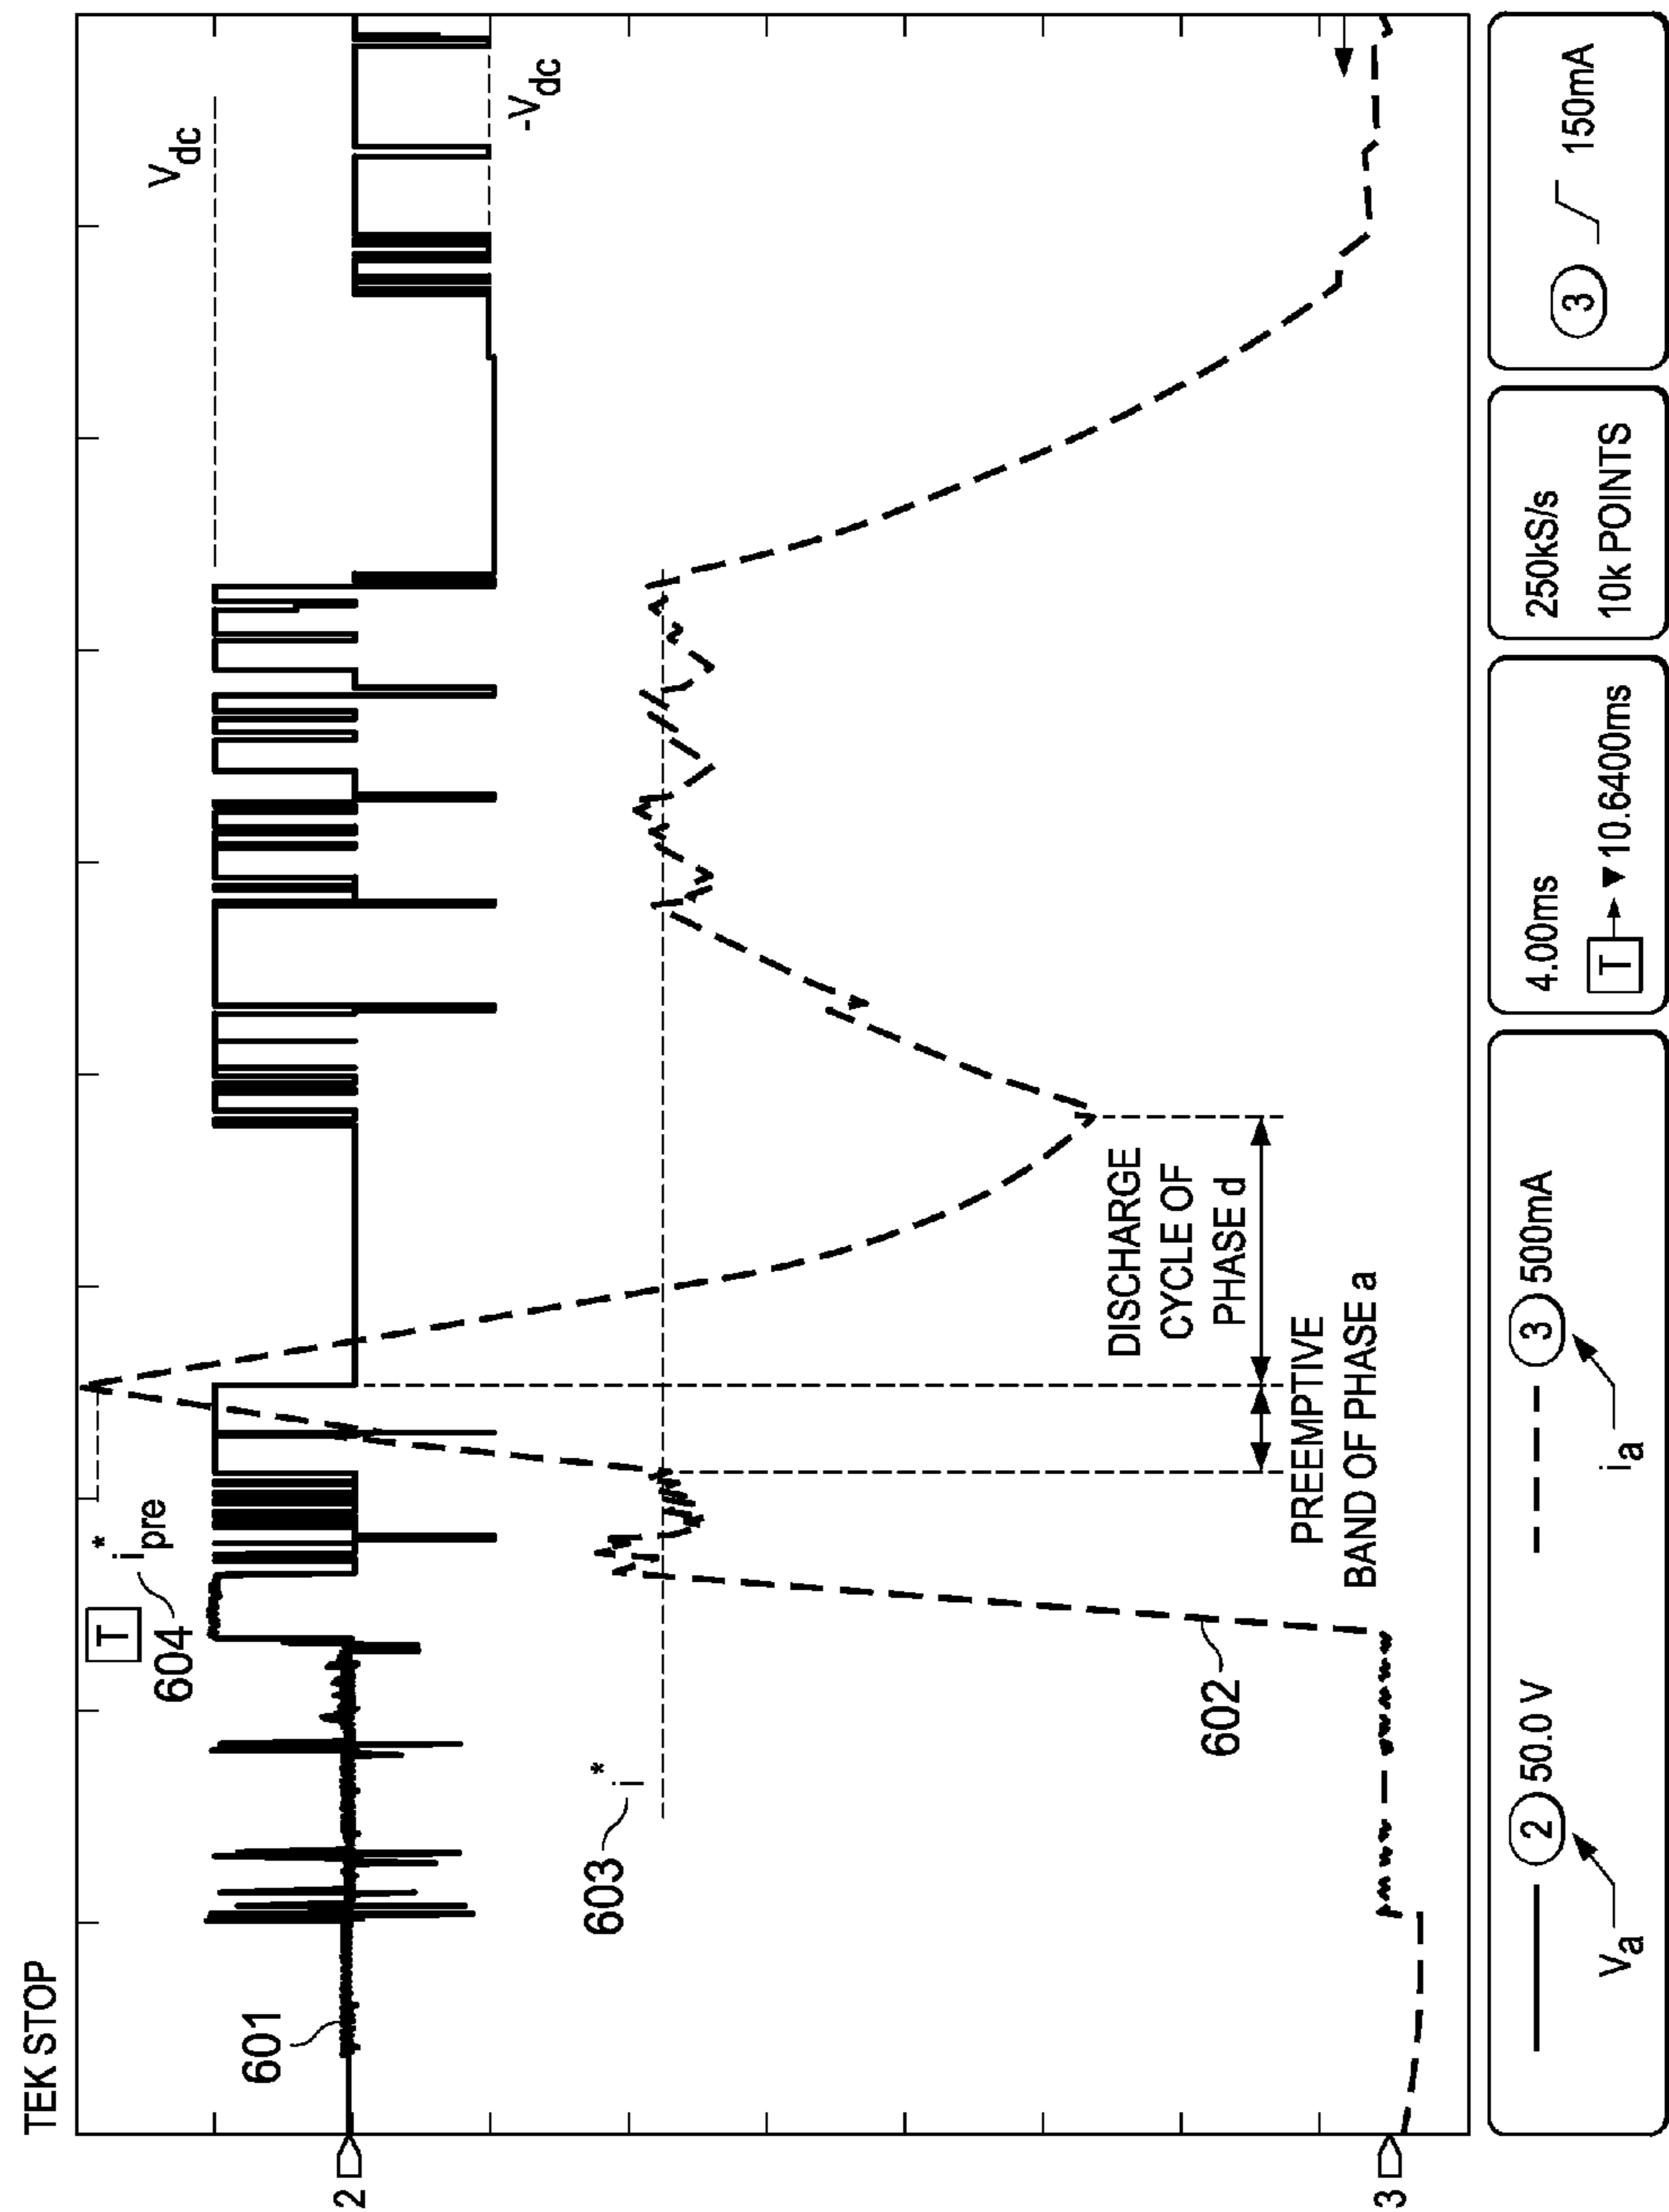 TEK STOP
T
V_dc
-V_dc
604
i*_pre
601
2
603
i*
602
DISCHARGE
CYCLE OF
PHASE d
PREEMPTIVE
BAND OF PHASE a
3
2 50.0 V
3 500mA
V_a
i_a
4.00ms
T 10.6400ms
250kS/s
10k POINTS
3 150mA